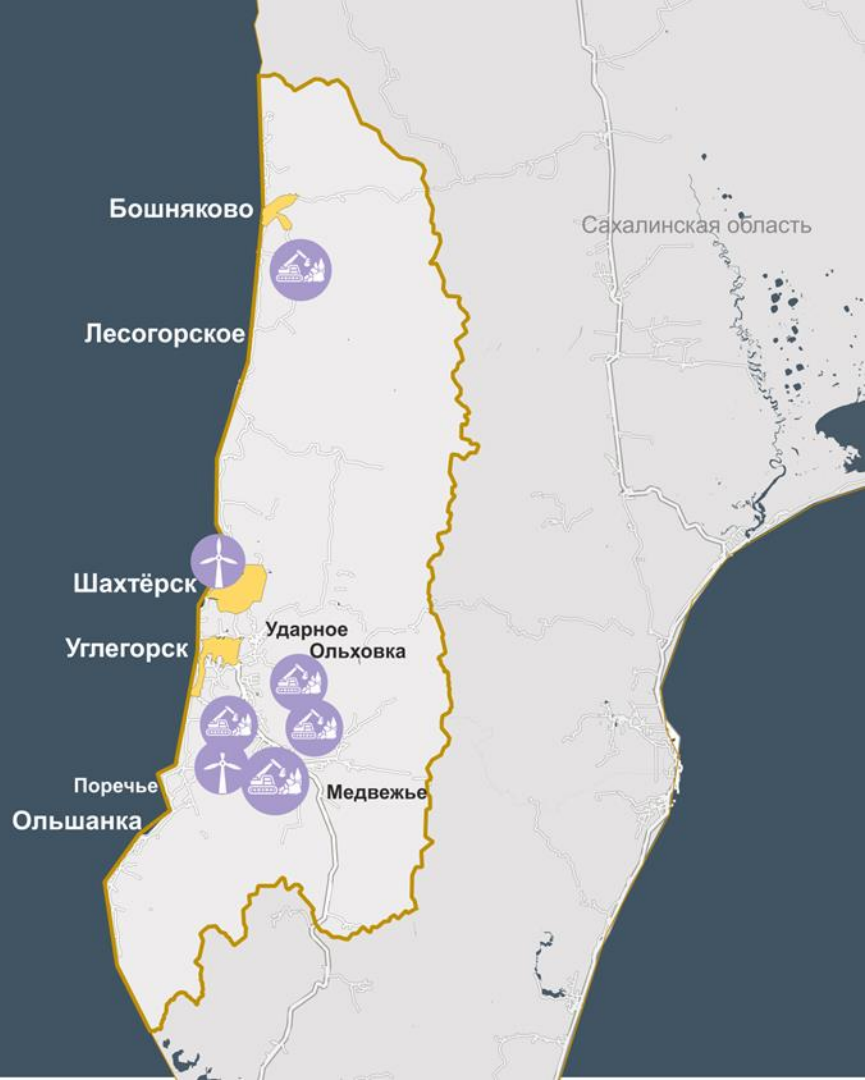 Бошняково
Сахалинская область
Лесогорское
Шахтёрск
Ударное
Углегорск
Ольховка
Поречье
Медвежье
Ольшанка